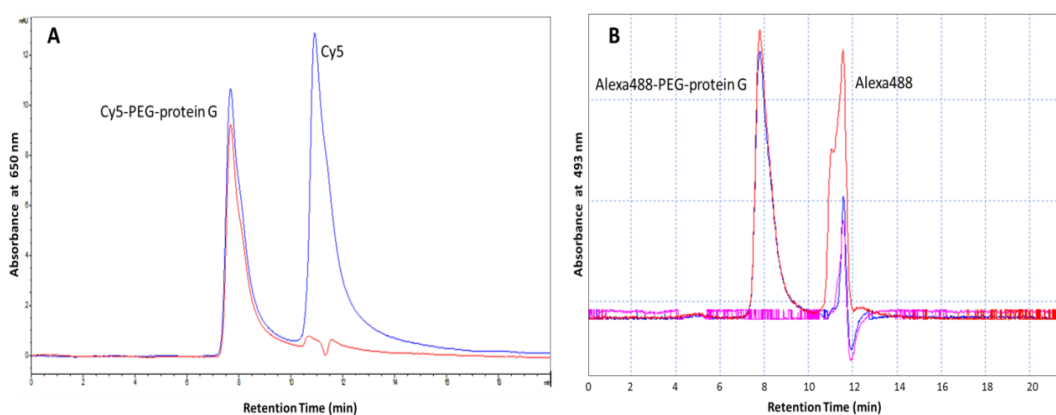 A
mAU
Cy5
Cy5-PEG-protein G
Absorbance at 650 nm
0
2
4
6
8
10
0
2
4
6
8
10
12
14
16
18
Retention Time (min)
B
Alexa488-PEG-protein G
Alexa488
Absorbance at 493 nm
0
2
4
6
8
10
12
14
16
18
20
Retention Time (min)